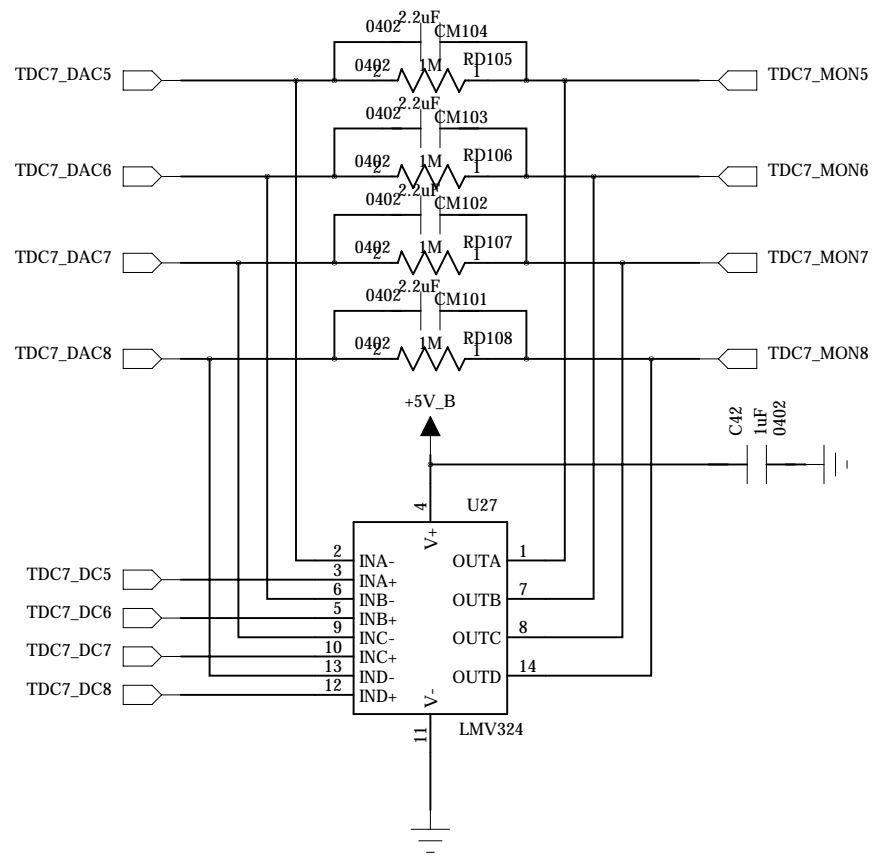 2.2uF
0402 CM104
TDC7_DAC5 0402 2 1M RD105 1 TDC7_MON5
2.2uF
0402 CM103
TDC7_DAC6 0402 2 1M RD106 1 TDC7_MON6
2.2uF
0402 CM102
TDC7_DAC7 0402 2 1M RD107 1 TDC7_MON7
2.2uF
0402 CM101
TDC7_DAC8 0402 2 1M RD108 1 TDC7_MON8
+5V_B
C42
1uF
0402
4 U27
V+
2 INA- OUTA 1
TDC7_DC5 3 INA+
6 INB- OUTB 7
TDC7_DC6 5 INB+
9 INC- OUTC 8
TDC7_DC7 10 INC+
13 IND- OUTD 14
TDC7_DC8 12 IND+
V-
11 LMV324